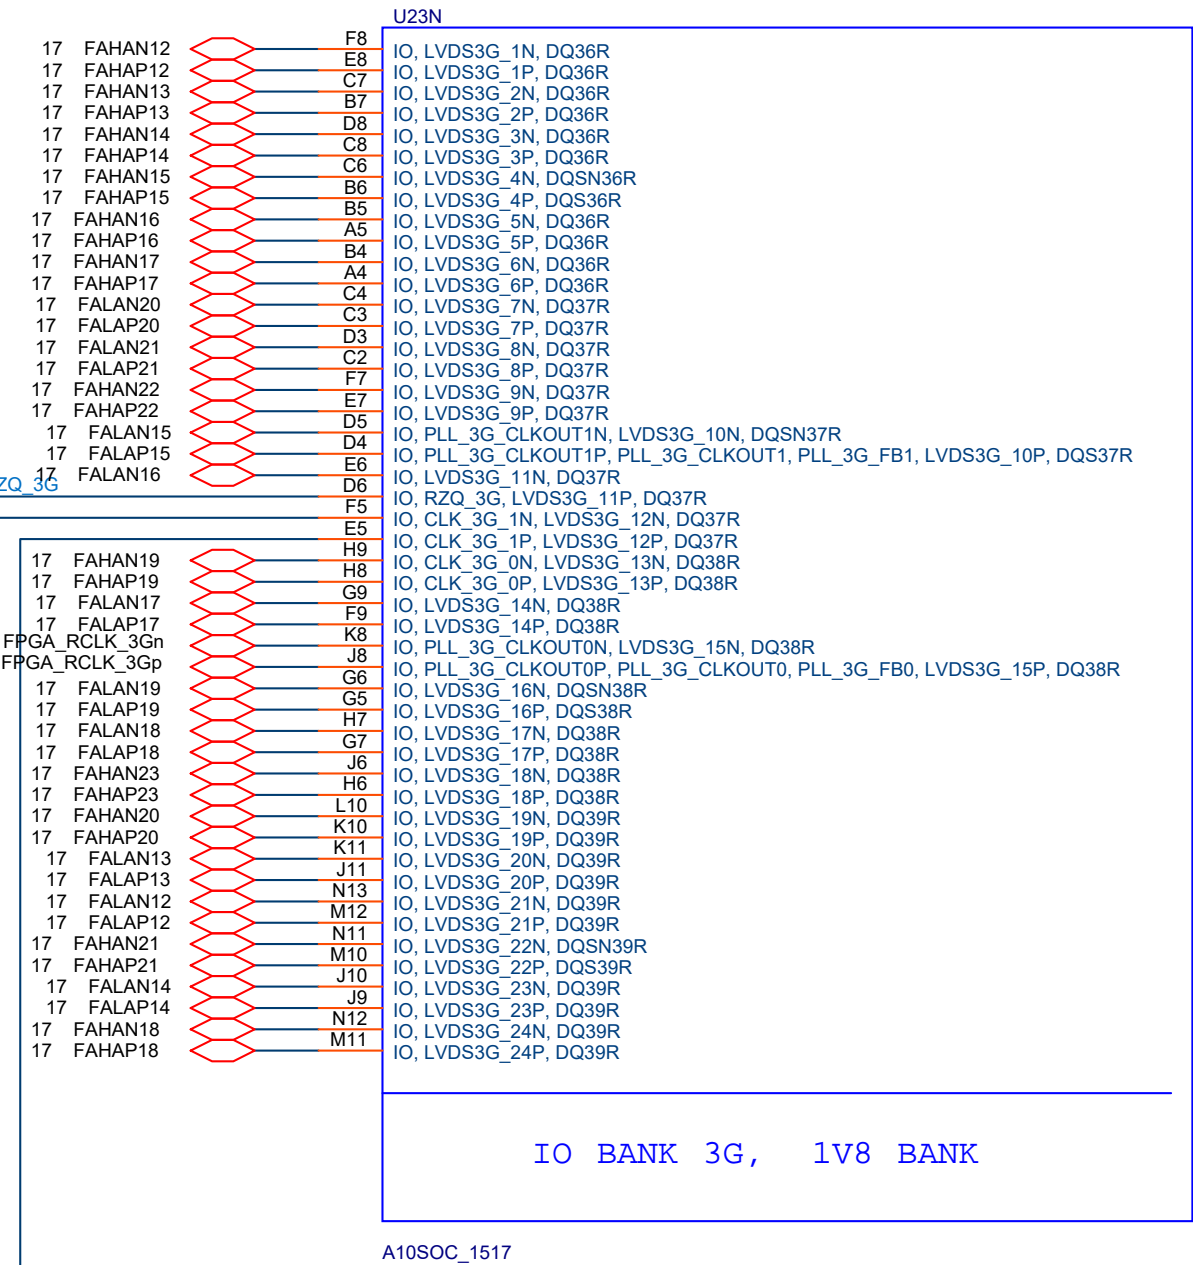 U23N
17 FAHAN12 F8 IO, LVDS3G_1N, DQ36R
17 FAHAP12 E8 IO, LVDS3G_1P, DQ36R
17 FAHAN13 C7 IO, LVDS3G_2N, DQ36R
17 FAHAP13 B7 IO, LVDS3G_2P, DQ36R
17 FAHAN14 D8 IO, LVDS3G_3N, DQ36R
17 FAHAP14 C8 IO, LVDS3G_3P, DQ36R
17 FAHAN15 C6 IO, LVDS3G_4N, DQSN36R
17 FAHAP15 B6 IO, LVDS3G_4P, DQS36R
17 FAHAN16 B5 IO, LVDS3G_5N, DQ36R
17 FAHAP16 A5 IO, LVDS3G_5P, DQ36R
17 FAHAN17 B4 IO, LVDS3G_6N, DQ36R
17 FAHAP17 A4 IO, LVDS3G_6P, DQ36R
17 FALAN20 C4 IO, LVDS3G_7N, DQ37R
17 FALAP20 C3 IO, LVDS3G_7P, DQ37R
17 FALAN21 D3 IO, LVDS3G_8N, DQ37R
17 FALAP21 C2 IO, LVDS3G_8P, DQ37R
17 FAHAN22 F7 IO, LVDS3G_9N, DQ37R
17 FAHAP22 E7 IO, LVDS3G_9P, DQ37R
17 FALAN15 D5 IO, PLL_3G_CLKOUT1N, LVDS3G_10N, DQSN37R
17 FALAP15 D4 IO, PLL_3G_CLKOUT1P, PLL_3G_CLKOUT1, PLL_3G_FB1, LVDS3G_10P, DQS37R
17 FALAN16 E6 IO, LVDS3G_11N, DQ37R
ZQ_3G D6 IO, RZQ_3G, LVDS3G_11P, DQ37R
F5 IO, CLK_3G_1N, LVDS3G_12N, DQ37R
E5 IO, CLK_3G_1P, LVDS3G_12P, DQ37R
17 FAHAN19 H9 IO, CLK_3G_0N, LVDS3G_13N, DQ38R
17 FAHAP19 H8 IO, CLK_3G_0P, LVDS3G_13P, DQ38R
17 FALAN17 G9 IO, LVDS3G_14N, DQ38R
17 FALAP17 F9 IO, LVDS3G_14P, DQ38R
FPGA_RCLK_3Gn K8 IO, PLL_3G_CLKOUT0N, LVDS3G_15N, DQ38R
FPGA_RCLK_3Gp J8 IO, PLL_3G_CLKOUT0P, PLL_3G_CLKOUT0, PLL_3G_FB0, LVDS3G_15P, DQ38R
17 FALAN19 G6 IO, LVDS3G_16N, DQSN38R
17 FALAP19 G5 IO, LVDS3G_16P, DQS38R
17 FALAN18 H7 IO, LVDS3G_17N, DQ38R
17 FALAP18 G7 IO, LVDS3G_17P, DQ38R
17 FAHAN23 J6 IO, LVDS3G_18N, DQ38R
17 FAHAP23 H6 IO, LVDS3G_18P, DQ38R
17 FAHAN20 L10 IO, LVDS3G_19N, DQ39R
17 FAHAP20 K10 IO, LVDS3G_19P, DQ39R
17 FALAN13 K11 IO, LVDS3G_20N, DQ39R
17 FALAP13 J11 IO, LVDS3G_20P, DQ39R
17 FALAN12 N13 IO, LVDS3G_21N, DQ39R
17 FALAP12 M12 IO, LVDS3G_21P, DQ39R
17 FAHAN21 N11 IO, LVDS3G_22N, DQSN39R
17 FAHAP21 M10 IO, LVDS3G_22P, DQS39R
17 FALAN14 J10 IO, LVDS3G_23N, DQ39R
17 FALAP14 J9 IO, LVDS3G_23P, DQ39R
17 FAHAN18 N12 IO, LVDS3G_24N, DQ39R
17 FAHAP18 M11 IO, LVDS3G_24P, DQ39R
IO BANK 3G, 1V8 BANK
A10SOC_1517